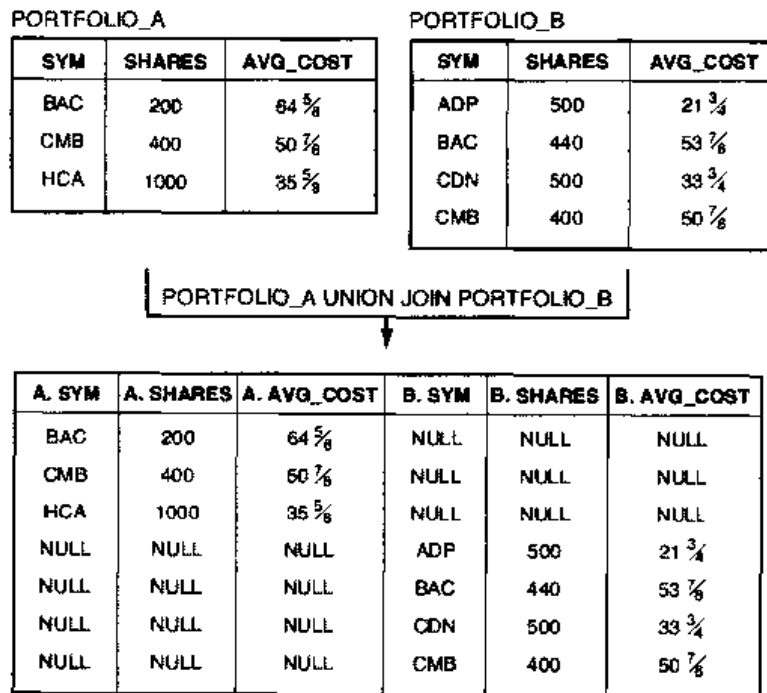 PORTFOLIO_A
SYM SHARES AVG_COST
BAC 200 64 5/8
CMB 400 50 7/8
HCA 1000 35 5/8
PORTFOLIO_B
SYM SHARES AVG_COST
ADP 500 21 3/4
BAC 440 53 7/8
CDN 500 33 3/4
CMB 400 50 7/8
PORTFOLIO_A UNION JOIN PORTFOLIO_B
A. SYM A. SHARES A. AVG_COST B. SYM B. SHARES B. AVG_COST
BAC 200 64 5/8 NULL NULL NULL
CMB 400 50 7/8 NULL NULL NULL
HCA 1000 35 5/8 NULL NULL NULL
NULL NULL NULL ADP 500 21 3/4
NULL NULL NULL BAC 440 53 7/8
NULL NULL NULL CDN 500 33 3/4
NULL NULL NULL CMB 400 50 7/8